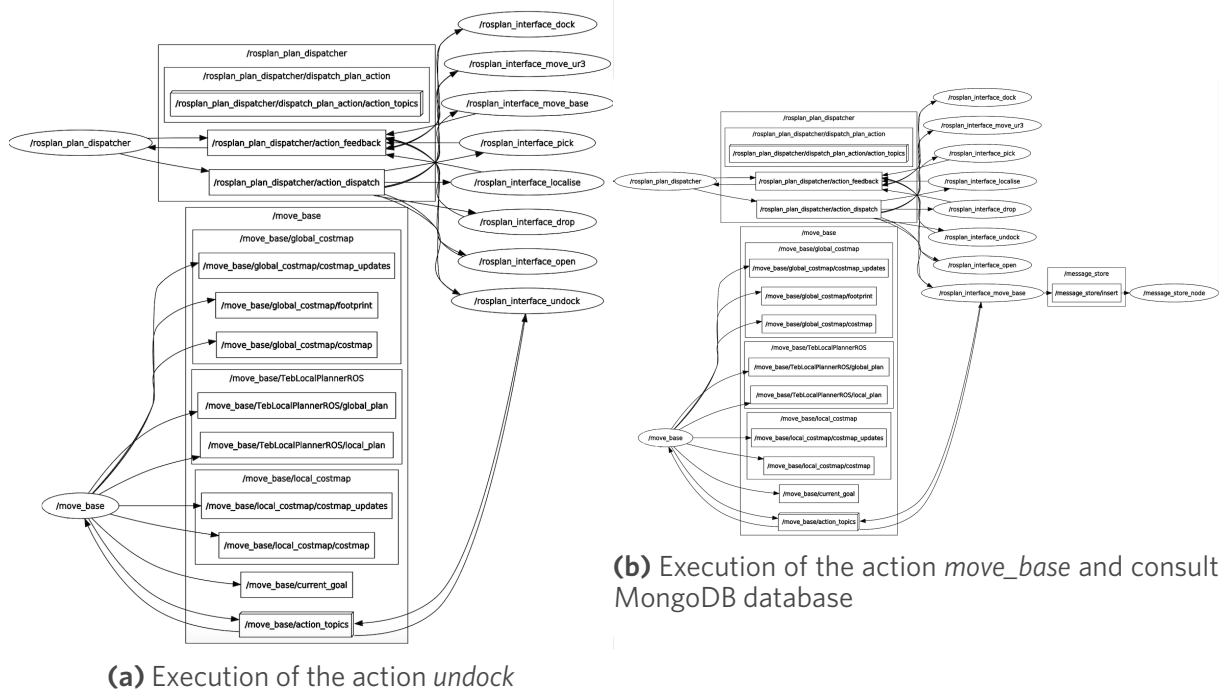 /rosplan_interface_dock
/rosplan_plan_dispatcher
/rosplan_interface_move_ur3
/rosplan_plan_dispatcher/dispatch_plan_action
/rosplan_plan_dispatcher/dispatch_plan_action/action_topics
/rosplan_interface_move_base
/rosplan_plan_dispatcher
/rosplan_plan_dispatcher/action_feedback
/rosplan_interface_pick
/rosplan_plan_dispatcher/action_dispatch
/rosplan_interface_localise
/move_base
/rosplan_interface_drop
/move_base/global_costmap
/move_base/global_costmap/costmap_updates
/rosplan_interface_open
/move_base/global_costmap/footprint
/rosplan_interface_undock
/move_base/global_costmap/costmap
/move_base/TebLocalPlannerROS
/move_base/TebLocalPlannerROS/global_plan
/move_base/TebLocalPlannerROS/local_plan
/move_base/local_costmap
/move_base
/move_base/local_costmap/costmap_updates
/move_base/local_costmap/costmap
/move_base/current_goal
/move_base/action_topics
(a) Execution of the action undock
/rosplan_interface_dock
/rosplan_plan_dispatcher
/rosplan_interface_move_ur3
/rosplan_plan_dispatcher/dispatch_plan_action
/rosplan_plan_dispatcher/dispatch_plan_action/action_topics
/rosplan_interface_pick
/rosplan_plan_dispatcher
/rosplan_plan_dispatcher/action_feedback
/rosplan_interface_localise
/rosplan_plan_dispatcher/action_dispatch
/rosplan_interface_drop
/move_base
/rosplan_interface_undock
/move_base/global_costmap
/move_base/global_costmap/costmap_updates
/rosplan_interface_open
/message_store
/move_base/global_costmap/footprint
/rosplan_interface_move_base
/message_store/insert
/message_store_node
/move_base/global_costmap/costmap
/move_base/TebLocalPlannerROS
/move_base/TebLocalPlannerROS/global_plan
/move_base/TebLocalPlannerROS/local_plan
/move_base/local_costmap
/move_base
/move_base/local_costmap/costmap_updates
/move_base/local_costmap/costmap
/move_base/current_goal
/move_base/action_topics
(b) Execution of the action move_base and consult
MongoDB database